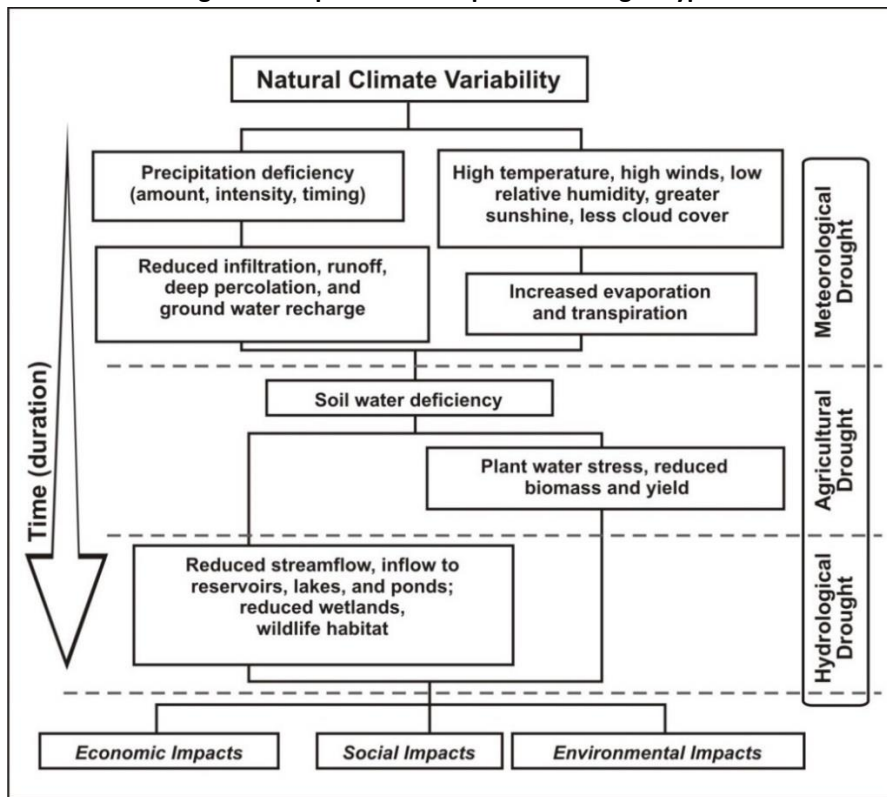 Natural Climate Variability
Precipitation deficiency
(amount, intensity, timing)
High temperature, high winds, low
relative humidity, greater
sunshine, less cloud cover
Reduced infiltration, runoff,
deep percolation, and
ground water recharge
Increased evaporation
and transpiration
Meteorological
Drought
Time (duration)
Soil water deficiency
Plant water stress, reduced
biomass and yield
Agricultural
Drought
Reduced streamflow, inflow to
reservoirs, lakes, and ponds;
reduced wetlands,
wildlife habitat
Hydrological
Drought
Economic Impacts
Social Impacts
Environmental Impacts